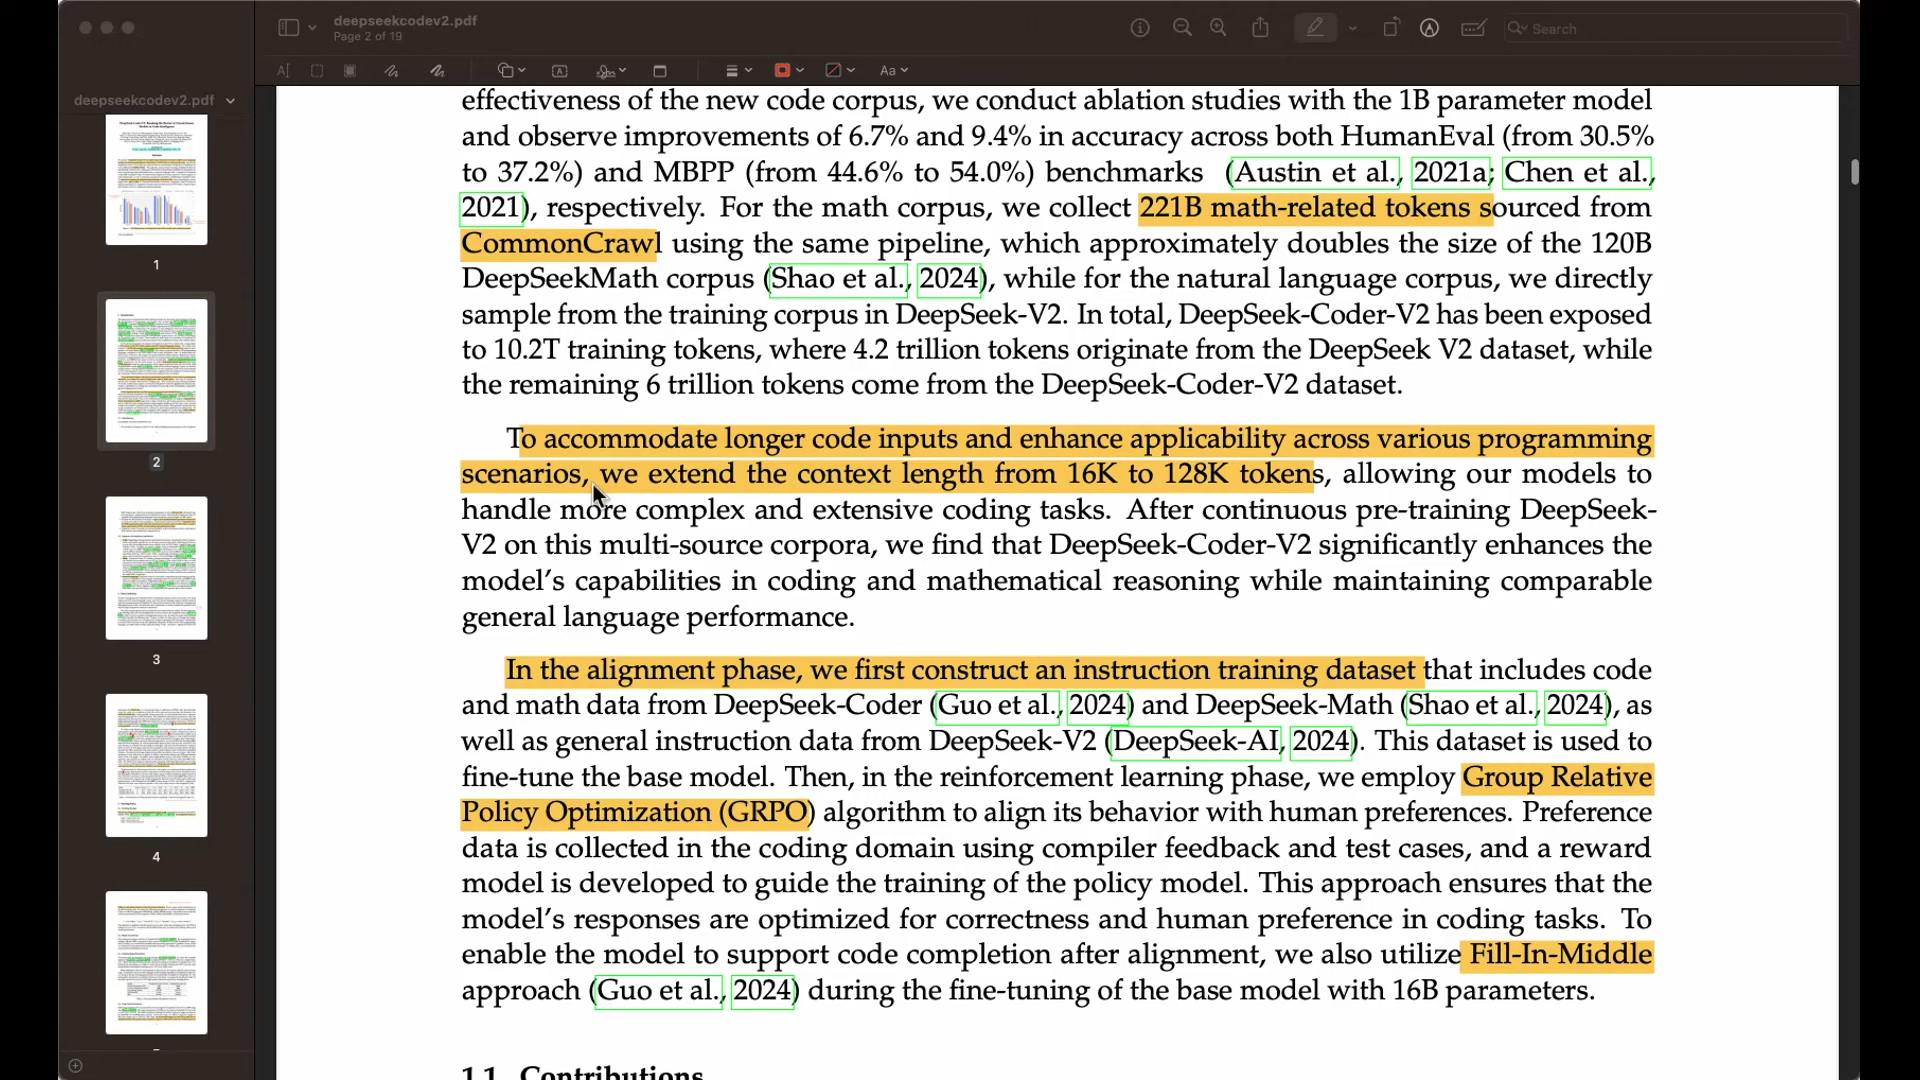 deepseekcodev2.pdf
Page 2 of 19
Search
deepseekcodev2.pdf
1
2
3
4
effectiveness of the new code corpus, we conduct ablation studies with the 1B parameter model
and observe improvements of 6.7% and 9.4% in accuracy across both HumanEval (from 30.5%
to 37.2%) and MBPP (from 44.6% to 54.0%) benchmarks (Austin et al., 2021a; Chen et al.,
2021), respectively. For the math corpus, we collect 221B math-related tokens sourced from
CommonCrawl using the same pipeline, which approximately doubles the size of the 120B
DeepSeekMath corpus (Shao et al., 2024), while for the natural language corpus, we directly
sample from the training corpus in DeepSeek-V2. In total, DeepSeek-Coder-V2 has been exposed
to 10.2T training tokens, where 4.2 trillion tokens originate from the DeepSeek V2 dataset, while
the remaining 6 trillion tokens come from the DeepSeek-Coder-V2 dataset.
To accommodate longer code inputs and enhance applicability across various programming
scenarios, we extend the context length from 16K to 128K tokens, allowing our models to
handle more complex and extensive coding tasks. After continuous pre-training DeepSeek-
V2 on this multi-source corpora, we find that DeepSeek-Coder-V2 significantly enhances the
model's capabilities in coding and mathematical reasoning while maintaining comparable
general language performance.
In the alignment phase, we first construct an instruction training dataset that includes code
and math data from DeepSeek-Coder (Guo et al., 2024) and DeepSeek-Math (Shao et al., 2024), as
well as general instruction data from DeepSeek-V2 (DeepSeek-AI, 2024). This dataset is used to
fine-tune the base model. Then, in the reinforcement learning phase, we employ Group Relative
Policy Optimization (GRPO) algorithm to align its behavior with human preferences. Preference
data is collected in the coding domain using compiler feedback and test cases, and a reward
model is developed to guide the training of the policy model. This approach ensures that the
model's responses are optimized for correctness and human preference in coding tasks. To
enable the model to support code completion after alignment, we also utilize Fill-In-Middle
approach (Guo et al., 2024) during the fine-tuning of the base model with 16B parameters.
1.1 Contributions